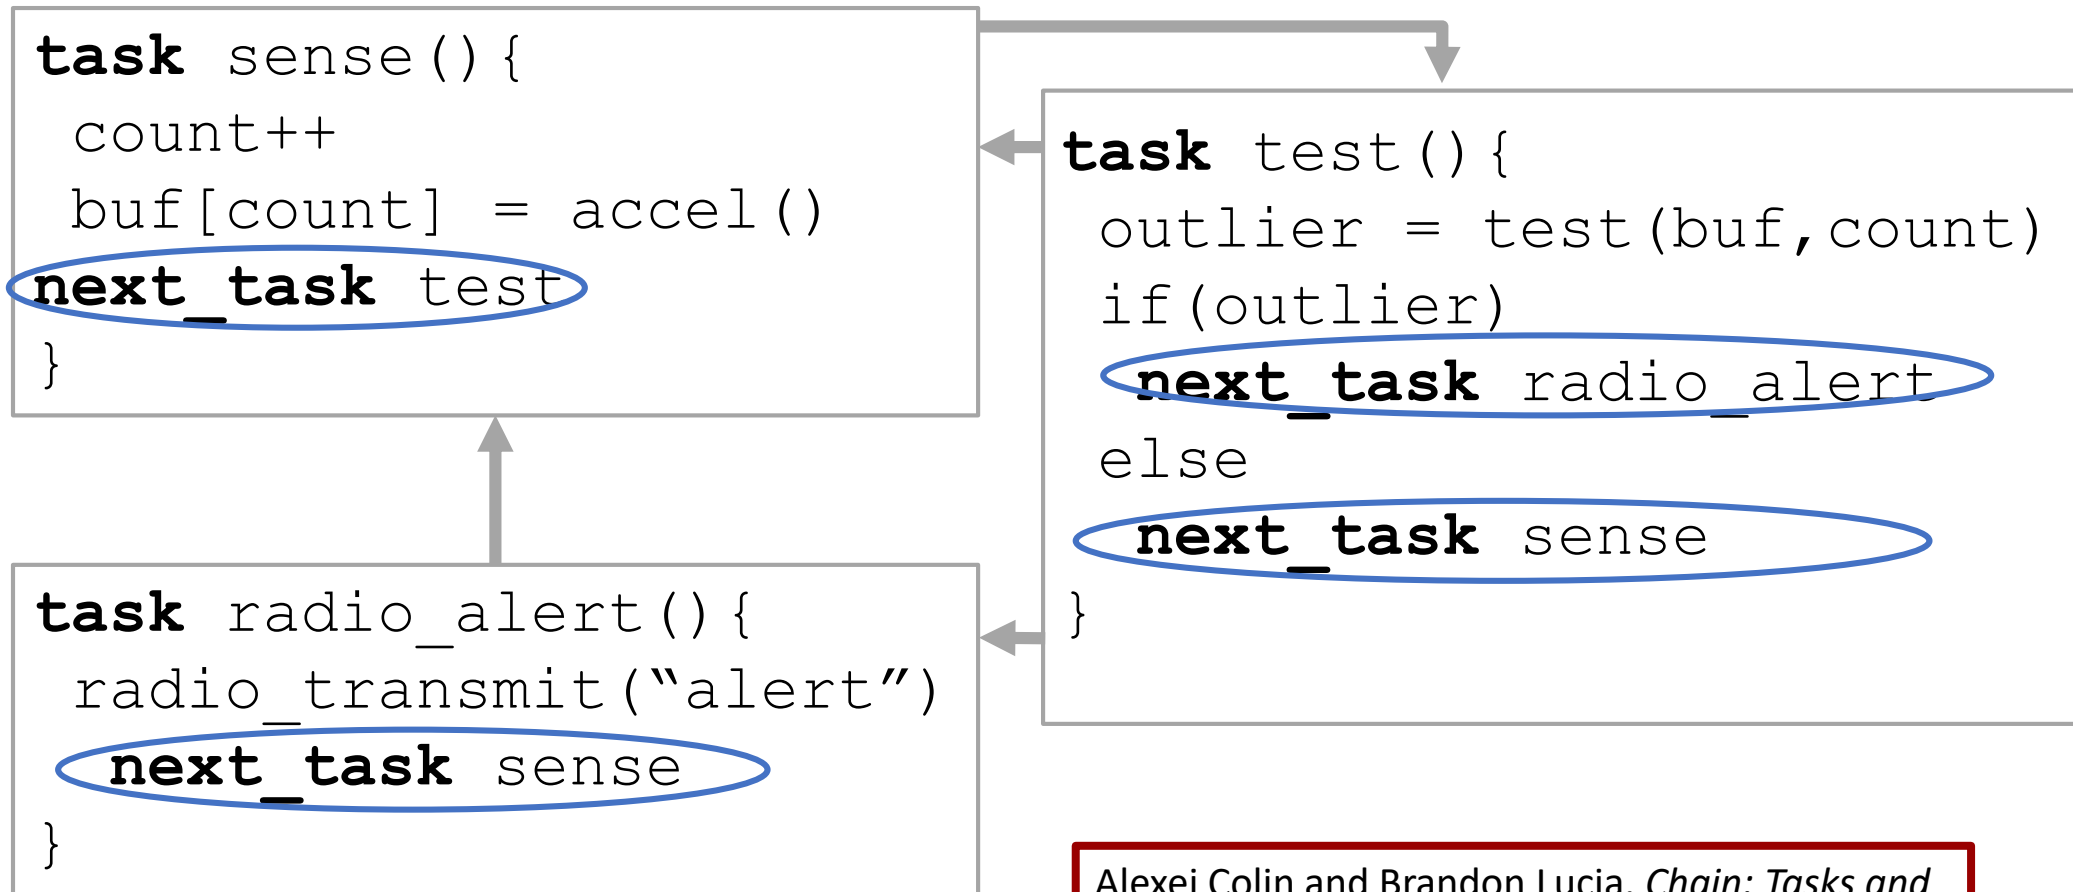 task sense(){
count++
buf[count] = accel()
next_task test
}
task test(){
outlier = test(buf,count)
if(outlier)
next_task radio_alert
else
next_task sense
}
task radio_alert(){
radio_transmit(“alert”)
next_task sense
}
Alexei Colin and Brandon Lucia. Chain: Tasks and